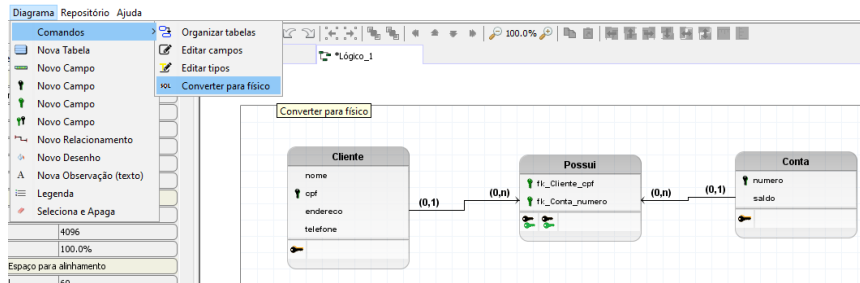 Diagrama Repositório Ajuda
Comandos
Organizar tabelas
Nova Tabela
Editar campos
Novo Campo
Editar tipos
Novo Campo
SQL Converter para físico
Novo Campo
Novo Campo
Novo Relacionamento
Novo Desenho
A Nova Observação (texto)
Legenda
Seleciona e Apaga
4096
100.0%
Espaço para alinhamento
60
100.0%
*Lógico_1
Converter para físico
Cliente
nome
cpf
endereco
telefone
(0,1)
(0,n)
Possui
fk_Cliente_cpf
fk_Conta_numero
(0,n)
(0,1)
Conta
numero
saldo